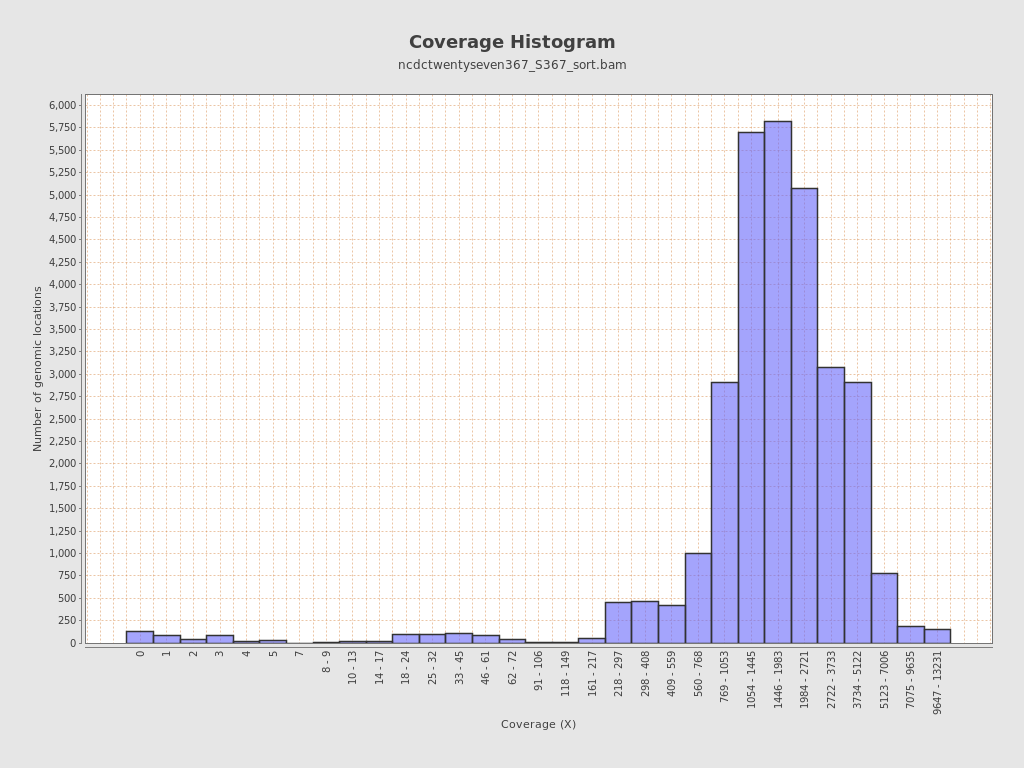 Coverage Histogram
ncdctwentyseven367_S367_sort.bam
Number of genomic locations
6,000
5,750
5,500
5,250
5,000
4,750
4,500
4,250
4,000
3,750
3,500
3,250
3,000
2,750
2,500
2,250
2,000
1,750
1,500
1,250
1,000
750
500
250
0
0
1
2
3
4
5
7
8 - 9
10 - 13
14 - 17
18 - 24
25 - 32
33 - 45
46 - 61
62 - 72
91 - 106
118 - 149
161 - 217
218 - 297
298 - 408
409 - 559
560 - 768
769 - 1053
1054 - 1445
1446 - 1983
1984 - 2721
2722 - 3733
3734 - 5122
5123 - 7006
7075 - 9635
9647 - 13231
Coverage (X)